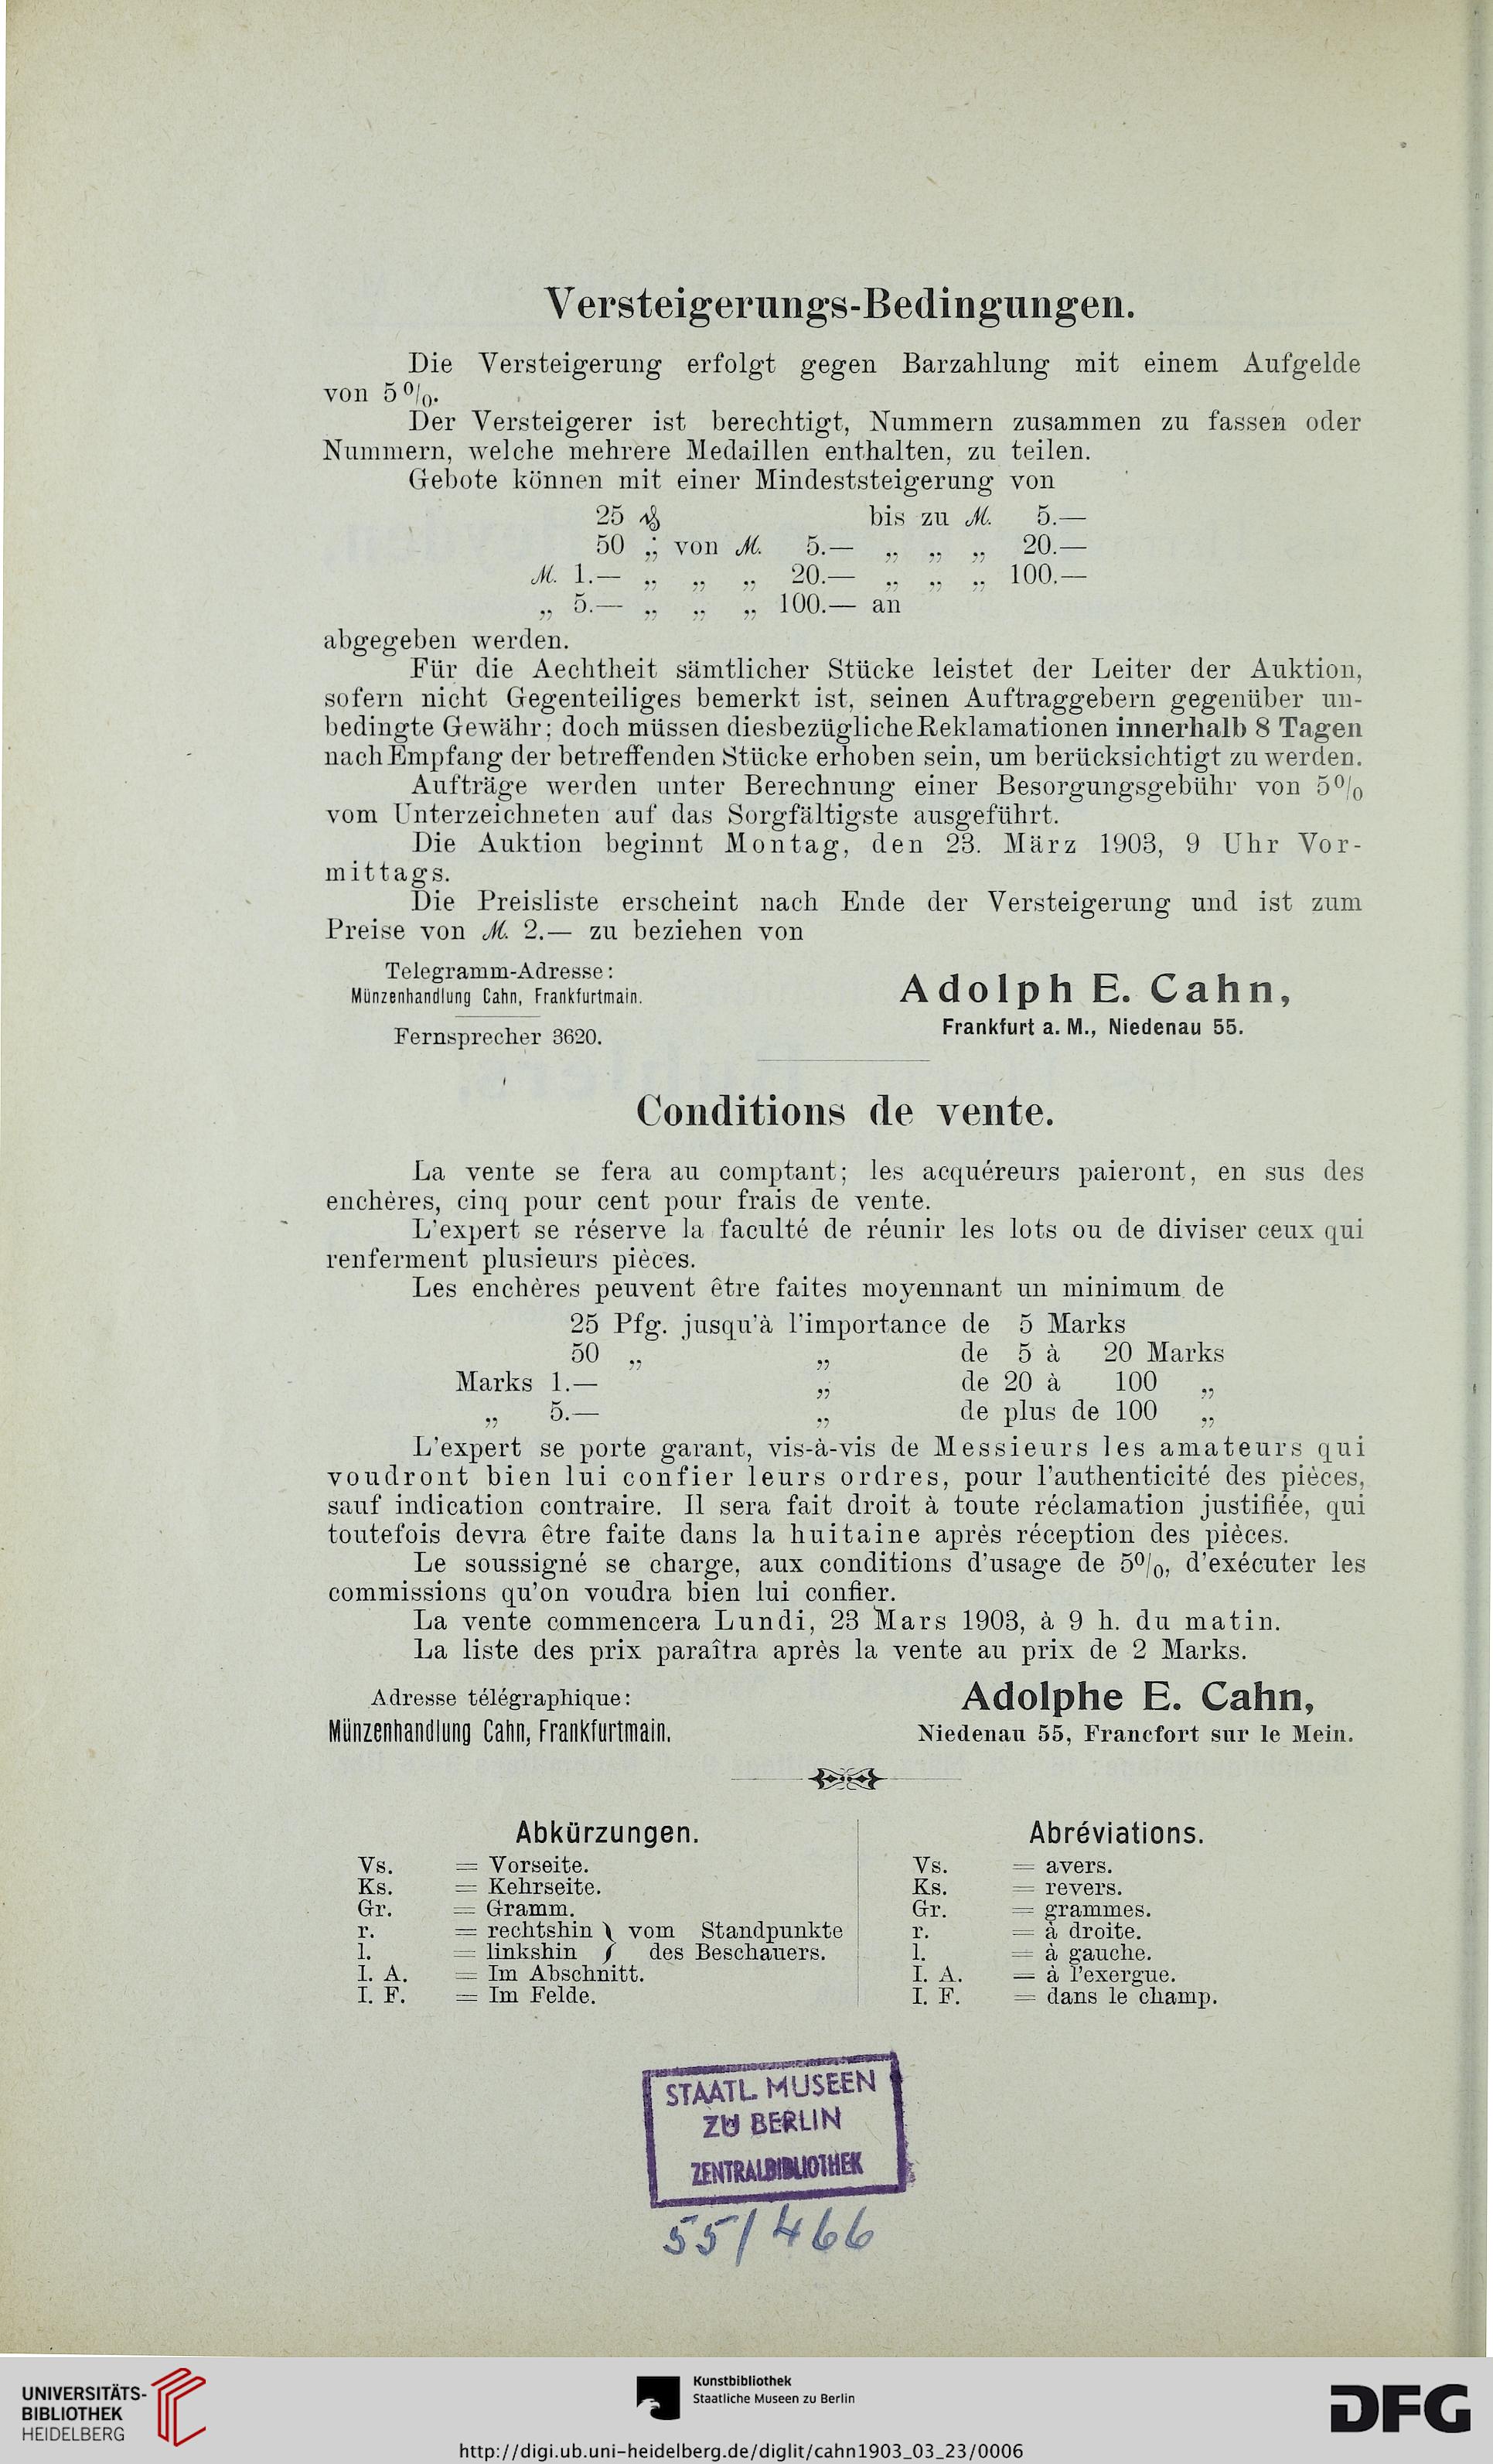 Versteigerungs-Bedingungen.
Die Versteigerung erfolgt gegen Barzahlung mit einem Aufgelde
von 5 %.
Der Versteigerer ist berechtigt, Nummern zusammen zu fassen oder
Nummern, welche mehrere Medaillen enthalten, zu teilen.
Gebote können mit einer Mindeststeigerung von
25 ₰ bis zu ℳ. 5.—
50 „ von ℳ. 5.— „ „ „ 20.—
ℳ. 1.— „ „ „ 20.— „ „ „ 100.—
„ 5.— „ „ „ 100.— an
abgegeben werden.
Für die Aechtheit sämtlicher Stücke leistet der Leiter der Auktion,
sofern nicht Gegenteiliges bemerkt ist, seinen Auftraggebern gegenüber un-
bedingte Gewähr; doch müssen diesbezügliche Reklamationen innerhalb 8 Tagen
nach Empfang der betreffenden Stücke erhoben sein, um berücksichtigt zu werden.
Aufträge werden unter Berechnung einer Besorgungsgebühr von 5%
vom Unterzeichneten auf das Sorgfältigste ausgeführt.
Die Auktion beginnt Montag, den 23. März 1903, 9 Uhr Vor-
mittags.
Die Preisliste erscheint nach Ende der Versteigerung und ist zum
Preise von ℳ. 2.— zu beziehen von
Telegramm-Adresse:
Münzenhandlung Cahn, Frankfurtmain.
Fernsprecher 3620.
Adolph E. Cahn,
Frankfurt a. M., Niedenau 55.
Conditions de vente.
La vente se fera au comptant; les acquéreurs paieront, en sus des
enchères, cinq pour cent pour frais de vente.
L'expert se réserve la faculté de réunir les lots ou de diviser ceux qui
renferment plusieurs pièces.
Les enchères peuvent être faites moyennant un minimum de
25 Pfg. jusqu'à l'importance de 5 Marks
50 „ „ de 5 à 20 Marks
Marks 1.— „ de 20 à 100 „
„ 5.— „ de plus de 100 „
L'expert se porte garant, vis-à-vis de Messieurs les amateurs qui
voudront bien lui confier leurs ordres, pour l'authenticité des pièces,
sauf indication contraire. Il sera fait droit à toute réclamation justifiée, qui
toutefois devra être faite dans la huitaine après réception des pièces.
Le soussigné se charge, aux conditions d'usage de 5%, d'exécuter les
commissions qu'on voudra bien lui confier.
La vente commencera Lundi, 23 Mars 1903, à 9 h. du matin.
La liste des prix paraîtra après la vente au prix de 2 Marks.
Adresse télégraphique:
Münzenhandlung Cahn, Frankfurtmain.
Adolphe E. Cahn,
Niedenau 55, Francfort sur le Mein.
Abkürzungen.
Vs. = Vorseite.
Ks. = Kehrseite.
Gr. = Gramm.
r. = rechtshin } vom Standpunkte
l. = linkshin } des Beschauers.
I. A. = Im Abschnitt.
I. F. = Im Felde.
Abréviations.
Vs. = avers.
Ks. = revers.
Gr. = grammes.
r. = à droite.
l. = à gauche.
I. A. = à l'exergue.
I. F. = dans le champ.
STAATL. MUSEEN
ZU BERLIN
ZENTRALBIBLIOTHEK
55/466
UNIVERSITÄTS-
BIBLIOTHEK
HEIDELBERG
Kunstbibliothek
Staatliche Museen zu Berlin
DFG
http://digi.ub.uni-heidelberg.de/diglit/cahn1903_03_23/0006